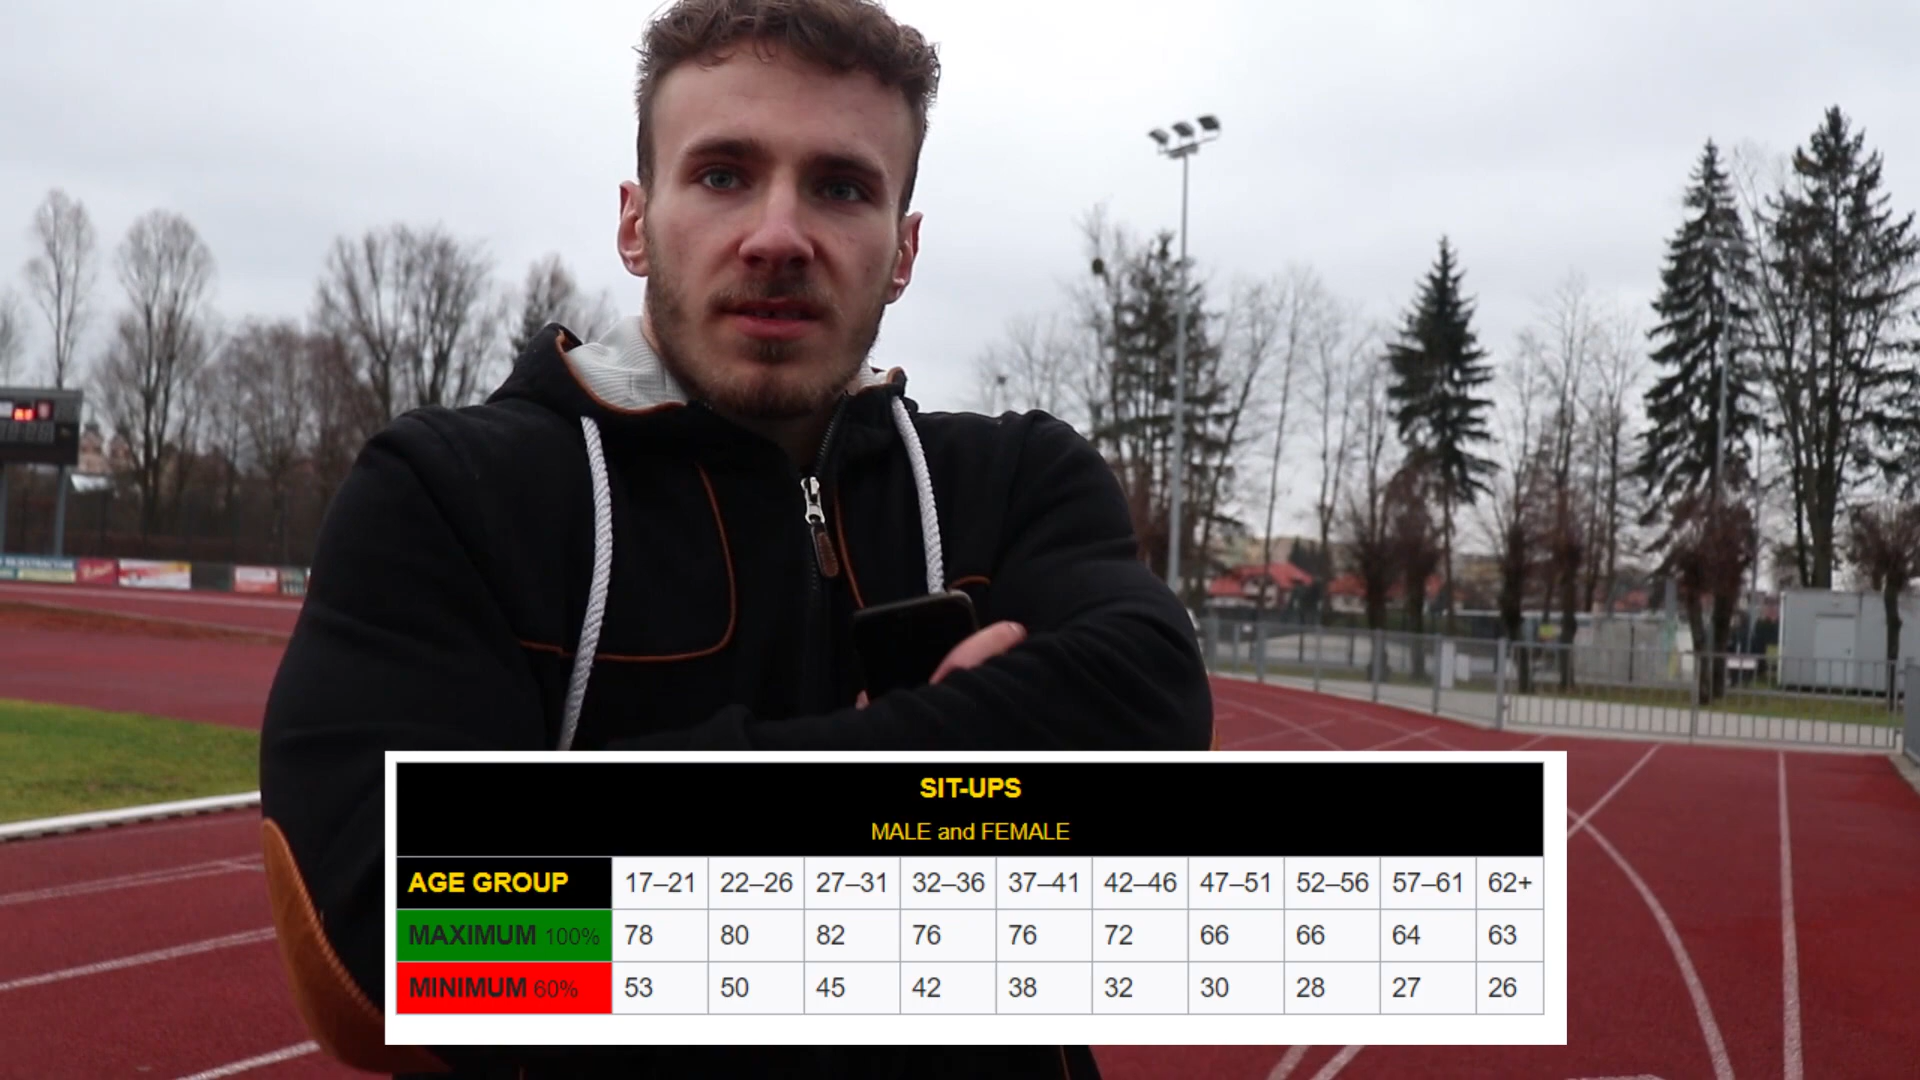 SIT-UPS
MALE and FEMALE
AGE GROUP 17–21 22–26 27–31 32–36 37–41 42–46 47–51 52–56 57–61 62+
MAXIMUM 100% 78 80 82 76 76 72 66 66 64 63
MINIMUM 60% 53 50 45 42 38 32 30 28 27 26